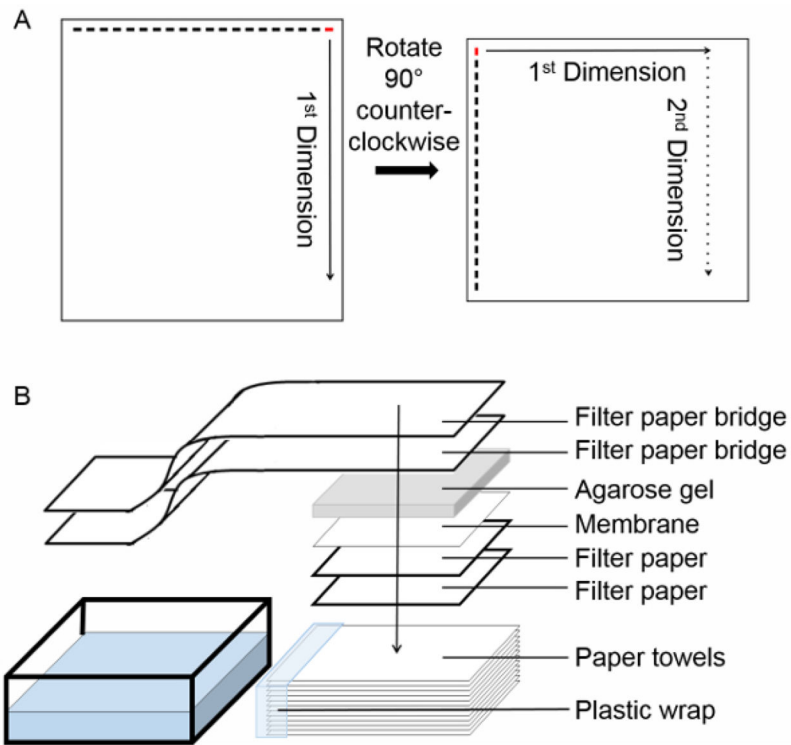 A
Rotate
90°
counter-
clockwise
1st Dimension
1st Dimension
2nd Dimension
B
Filter paper bridge
Filter paper bridge
Agarose gel
Membrane
Filter paper
Filter paper
Paper towels
Plastic wrap